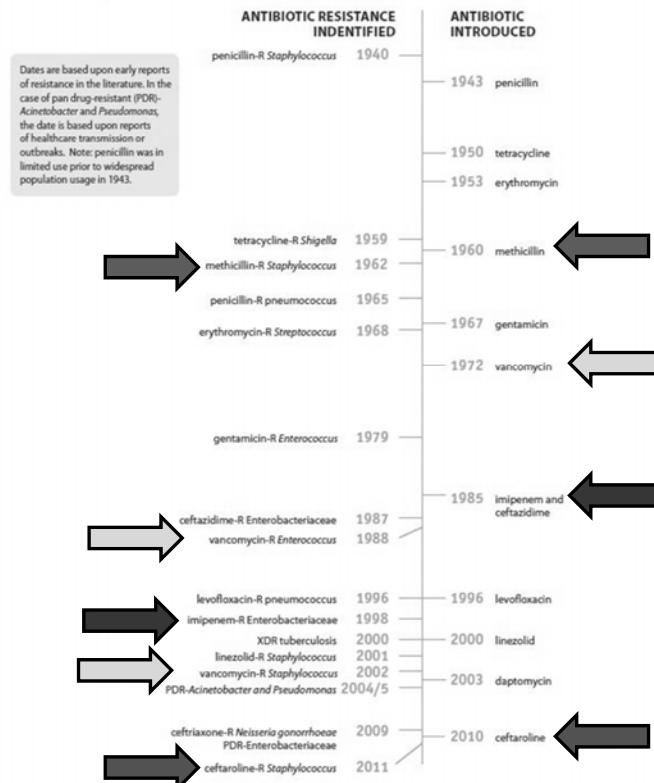 ANTIBIOTIC RESISTANCE
INDENTIFIED
ANTIBIOTIC
INTRODUCED
Dates are based upon early reports
of resistance in the literature. In the
case of pan drug-resistant (PDR)-
Acinetobacter and Pseudomonas,
the date is based upon reports
of healthcare transmission or
outbreaks. Note: penicillin was in
limited use prior to widespread
population usage in 1943.
penicillin-R Staphylococcus 1940
1943 penicillin
1950 tetracycline
1953 erythromycin
tetracycline-R Shigella 1959
1960 methicillin
methicillin-R Staphylococcus 1962
penicillin-R pneumococcus 1965
1967 gentamicin
erythromycin-R Streptococcus 1968
1972 vancomycin
gentamicin-R Enterococcus 1979
1985 imipenem and
ceftazidime
ceftazidime-R Enterobacteriaceae 1987
vancomycin-R Enterococcus 1988
levofloxacin-R pneumococcus 1996
1996 levofloxacin
imipenem-R Enterobacteriaceae 1998
XDR tuberculosis 2000
2000 linezolid
linezolid-R Staphylococcus 2001
vancomycin-R Staphylococcus 2002
2003 daptomycin
PDR-Acinetobacter and Pseudomonas 2004/5
ceftriaxone-R Neisseria gonorrhoeae 2009
PDR-Enterobacteriaceae
2010 ceftaroline
ceftaroline-R Staphylococcus 2011